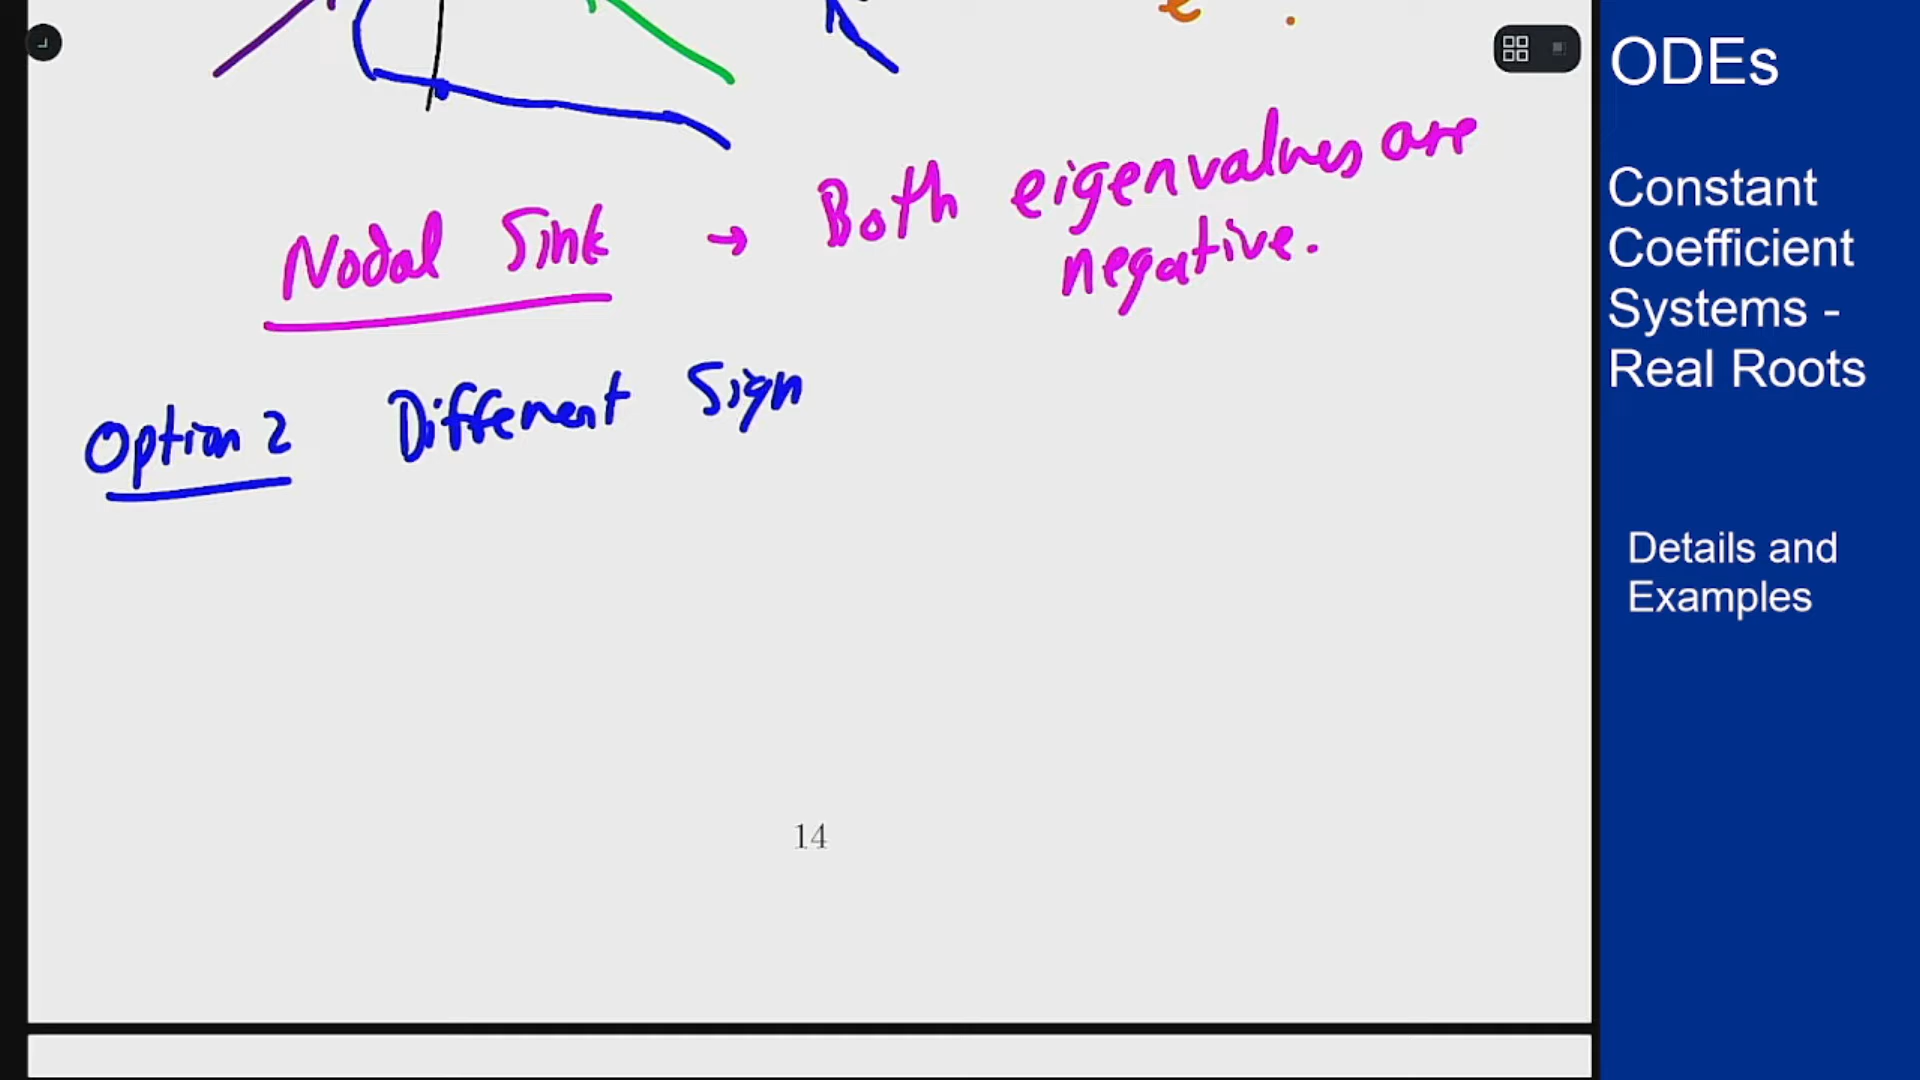 Nodal Sink → Both eigenvalues are
negative.
Option 2 Different Sign
14
ODEs
Constant
Coefficient
Systems -
Real Roots
Details and
Examples